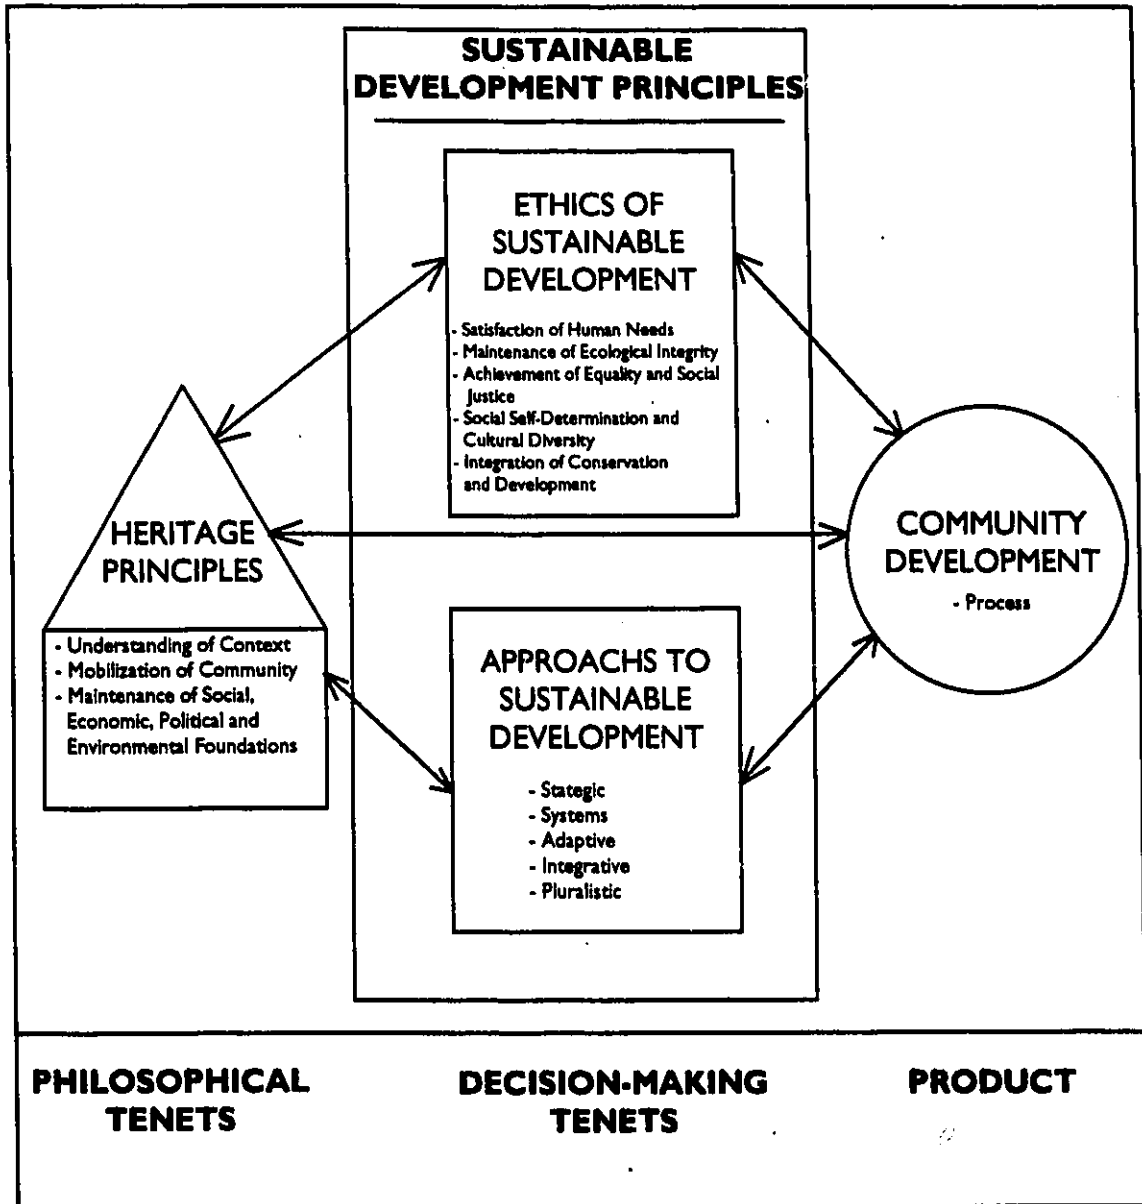 SUSTAINABLE
DEVELOPMENT PRINCIPLES
ETHICS OF
SUSTAINABLE
DEVELOPMENT
- Satisfaction of Human Needs
- Maintenance of Ecological Integrity
- Achievement of Equality and Social
Justice
- Social Self-Determination and
Cultural Diversity
- Integration of Conservation
and Development
HERITAGE
PRINCIPLES
- Understanding of Context
- Mobilization of Community
- Maintenance of Social,
Economic, Political and
Environmental Foundations
COMMUNITY
DEVELOPMENT
- Process
APPROACHS TO
SUSTAINABLE
DEVELOPMENT
- Stategic
- Systems
- Adaptive
- Integrative
- Pluralistic
PHILOSOPHICAL
TENETS
DECISION-MAKING
TENETS
PRODUCT